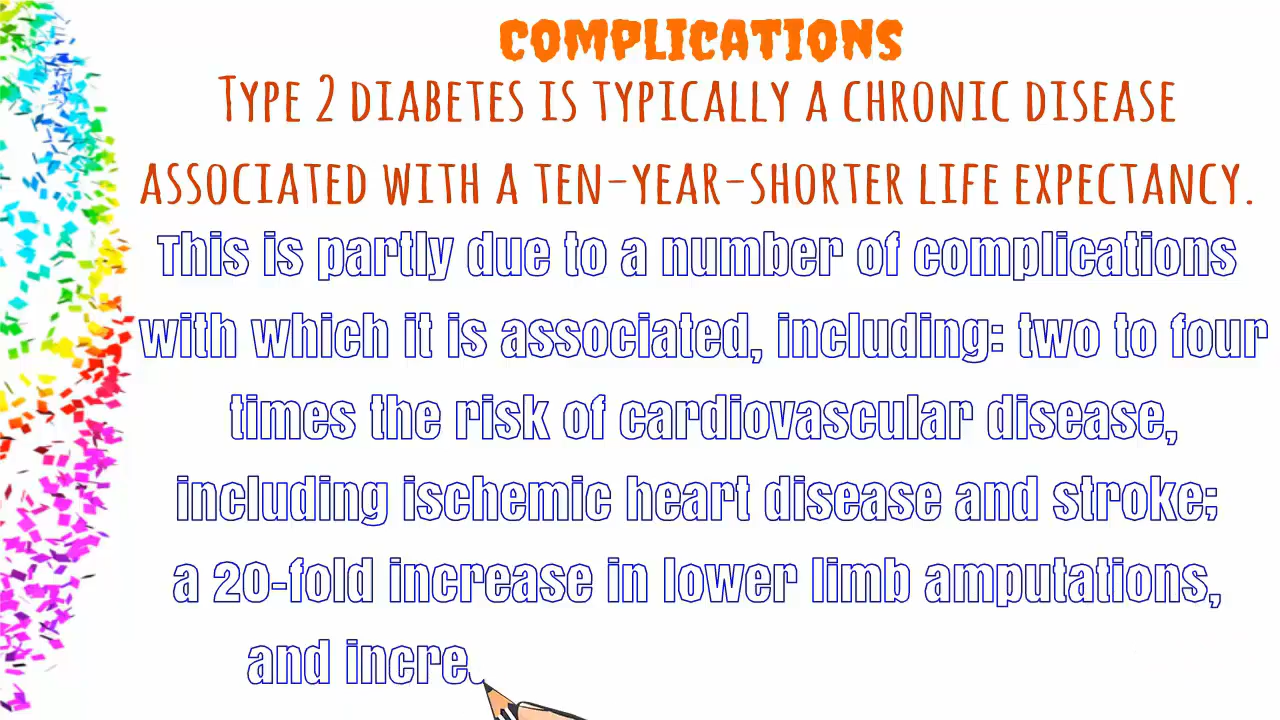 COMPLICATIONS
TYPE 2 DIABETES IS TYPICALLY A CHRONIC DISEASE
ASSOCIATED WITH A TEN-YEAR-SHORTER LIFE EXPECTANCY.
This is partly due to a number of complications
with which it is associated, including: two to four
times the risk of cardiovascular disease,
including ischemic heart disease and stroke;
a 20-fold increase in lower limb amputations,
and incre